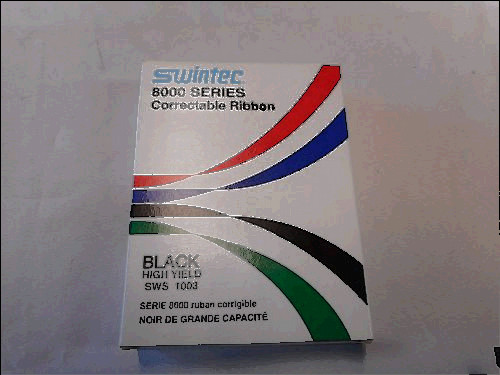 swintec
8000 SERIES
Correctable Ribbon
BLACK
HIGH YIELD
SWS 1003
SÉRIE 8000 ruban corrigible
NOIR DE GRANDE CAPACITÉ